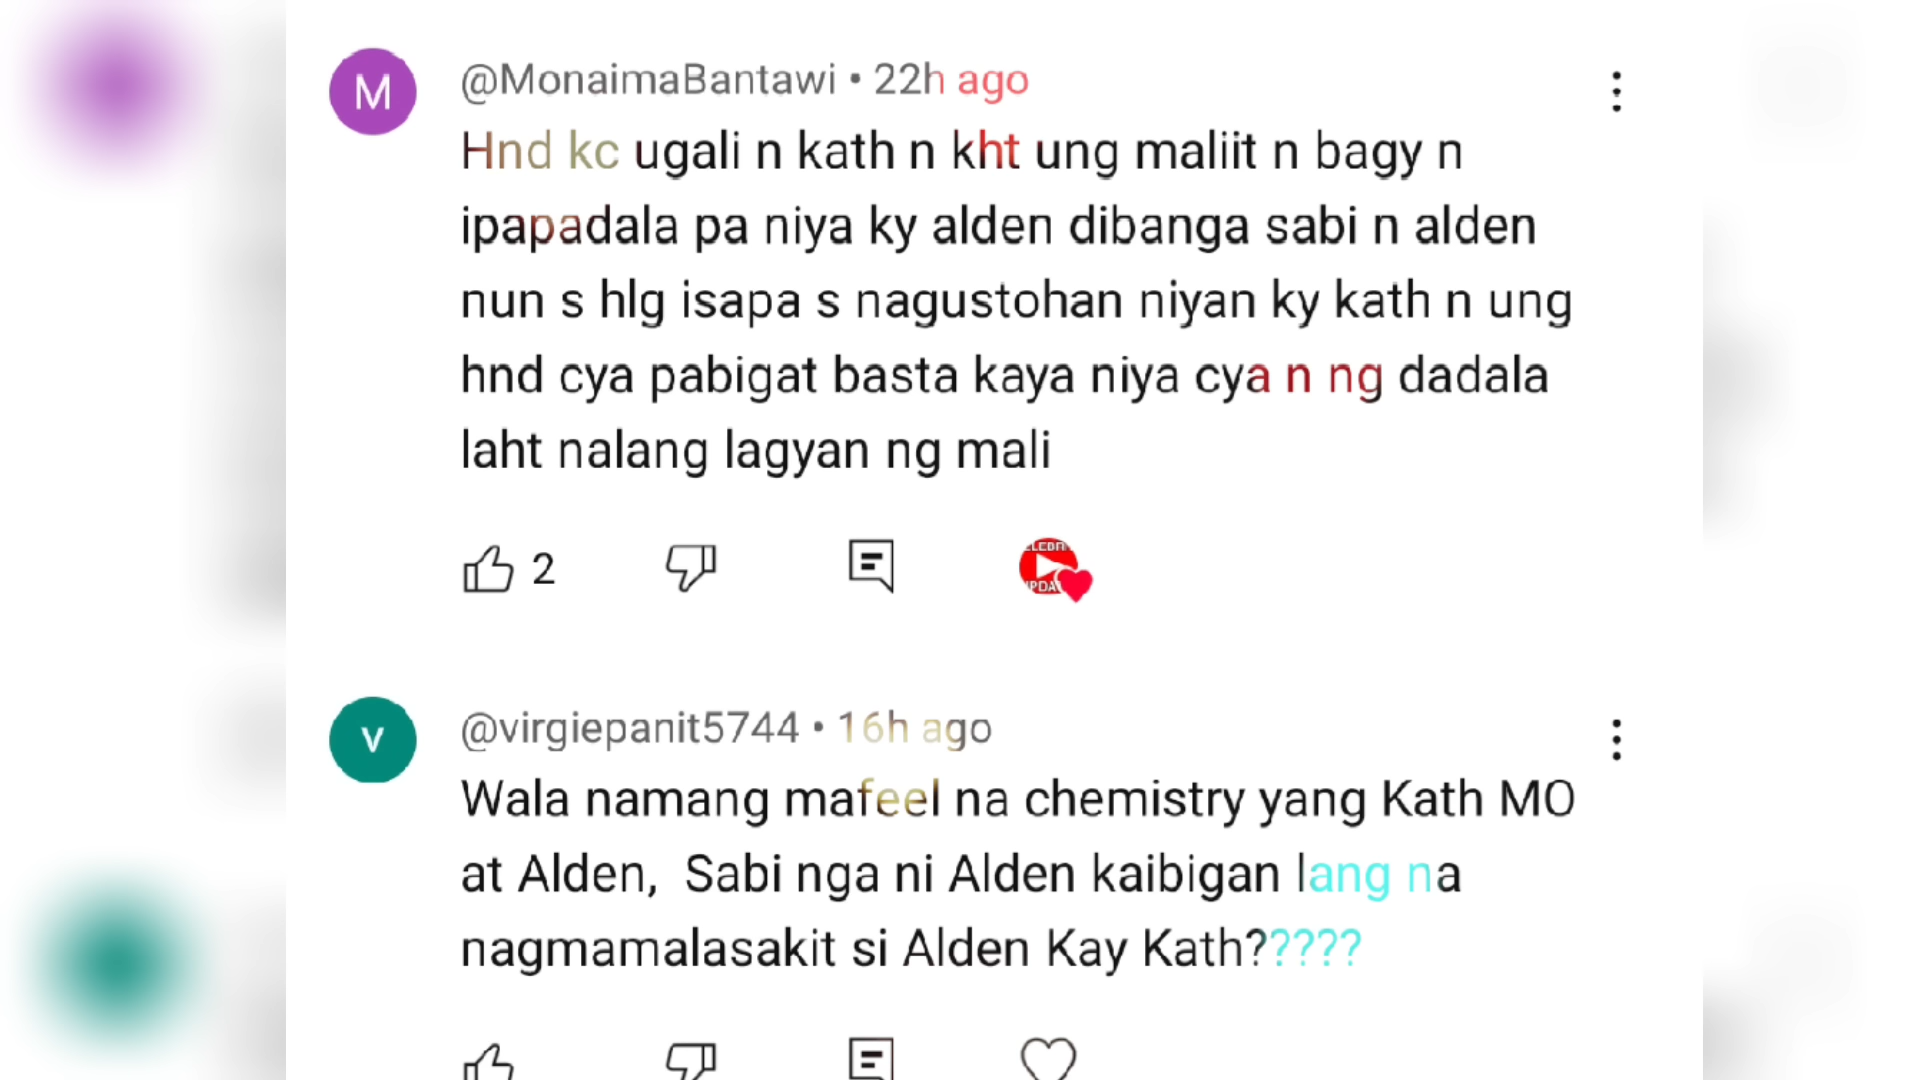 M
@MonaimaBantawi • 22h ago
Hnd kc ugali n kath n kht ung maliit n bagy n
ipapadala pa niya ky alden dibanga sabi n alden
nun s hlg isapa s nagustohan niyan ky kath n ung
hnd cya pabigat basta kaya niya cya n ng dadala
laht nalang lagyan ng mali
2
V
@virgiepanit5744 • 16h ago
Wala namang mafeel na chemistry yang Kath MO
at Alden,  Sabi nga ni Alden kaibigan lang na
nagmamalasakit si Alden Kay Kath?????